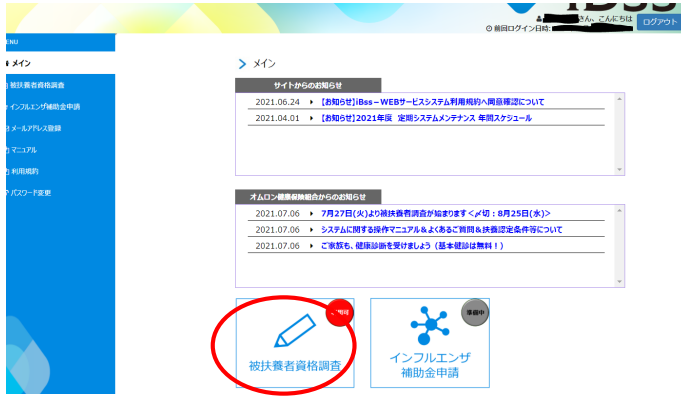 さん、こんにちは
ログアウト
前回ログイン日時:
メイン
被扶養者資格調査
インフルエンザ補助金申請
メールアドレス登録
マニュアル
利用規約
パスワード変更
メイン
サイトからのお知らせ
2021.06.24 【お知らせ】iBss－WEBサービスシステム利用規約へ同意確認について
2021.04.01 【お知らせ】2021年度 定期システムメンテナンス 年間スケジュール
オムロン健康保険組合からのお知らせ
2021.07.06 7月27日(火)より被扶養者調査が始まります＜〆切：8月25日(水)＞
2021.07.06 システムに関する操作マニュアル＆よくあるご質問＆扶養認定条件等について
2021.07.06 ご家族も、健康診断を受けましょう（基本健診は無料！）
準備中
被扶養者資格調査
インフルエンザ
補助金申請